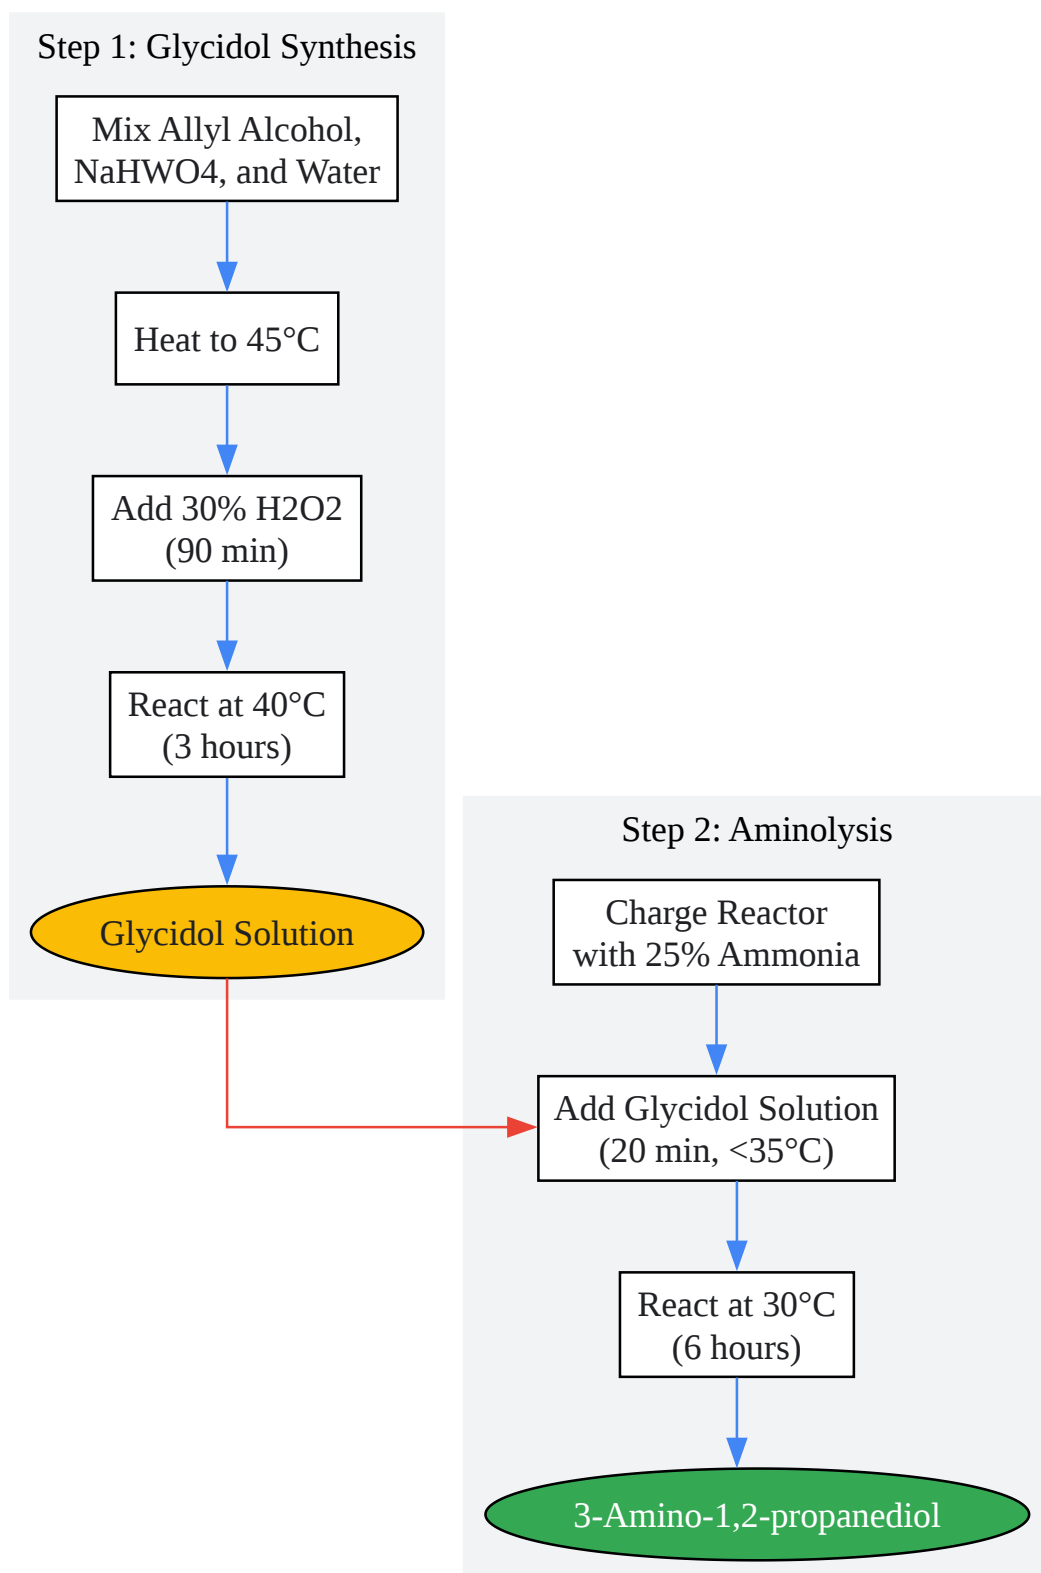 Step 1: Glycidol Synthesis
Mix Allyl Alcohol,
NaHWO4, and Water
Heat to 45°C
Add 30% H2O2
(90 min)
React at 40°C
(3 hours)
Glycidol Solution
Step 2: Aminolysis
Charge Reactor
with 25% Ammonia
Add Glycidol Solution
(20 min, <35°C)
React at 30°C
(6 hours)
3-Amino-1,2-propanediol